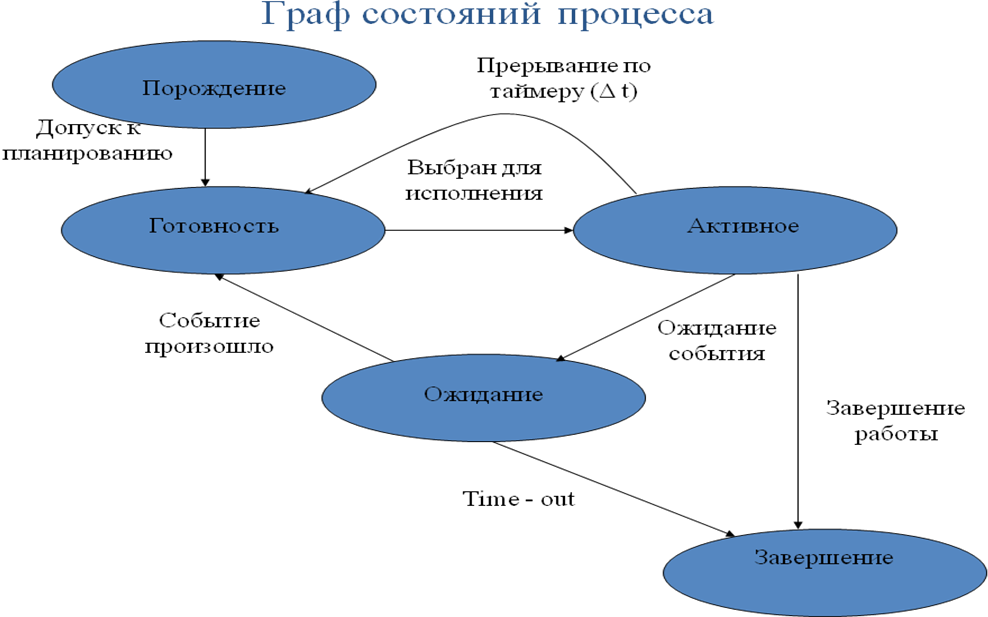 Граф состояний процесса
Порождение
Прерывание по
таймеру (Δ t)
Допуск к
планированию
Выбран для
исполнения
Готовность
Активное
Событие
произошло
Ожидание
события
Ожидание
Завершение
работы
Time - out
Завершение